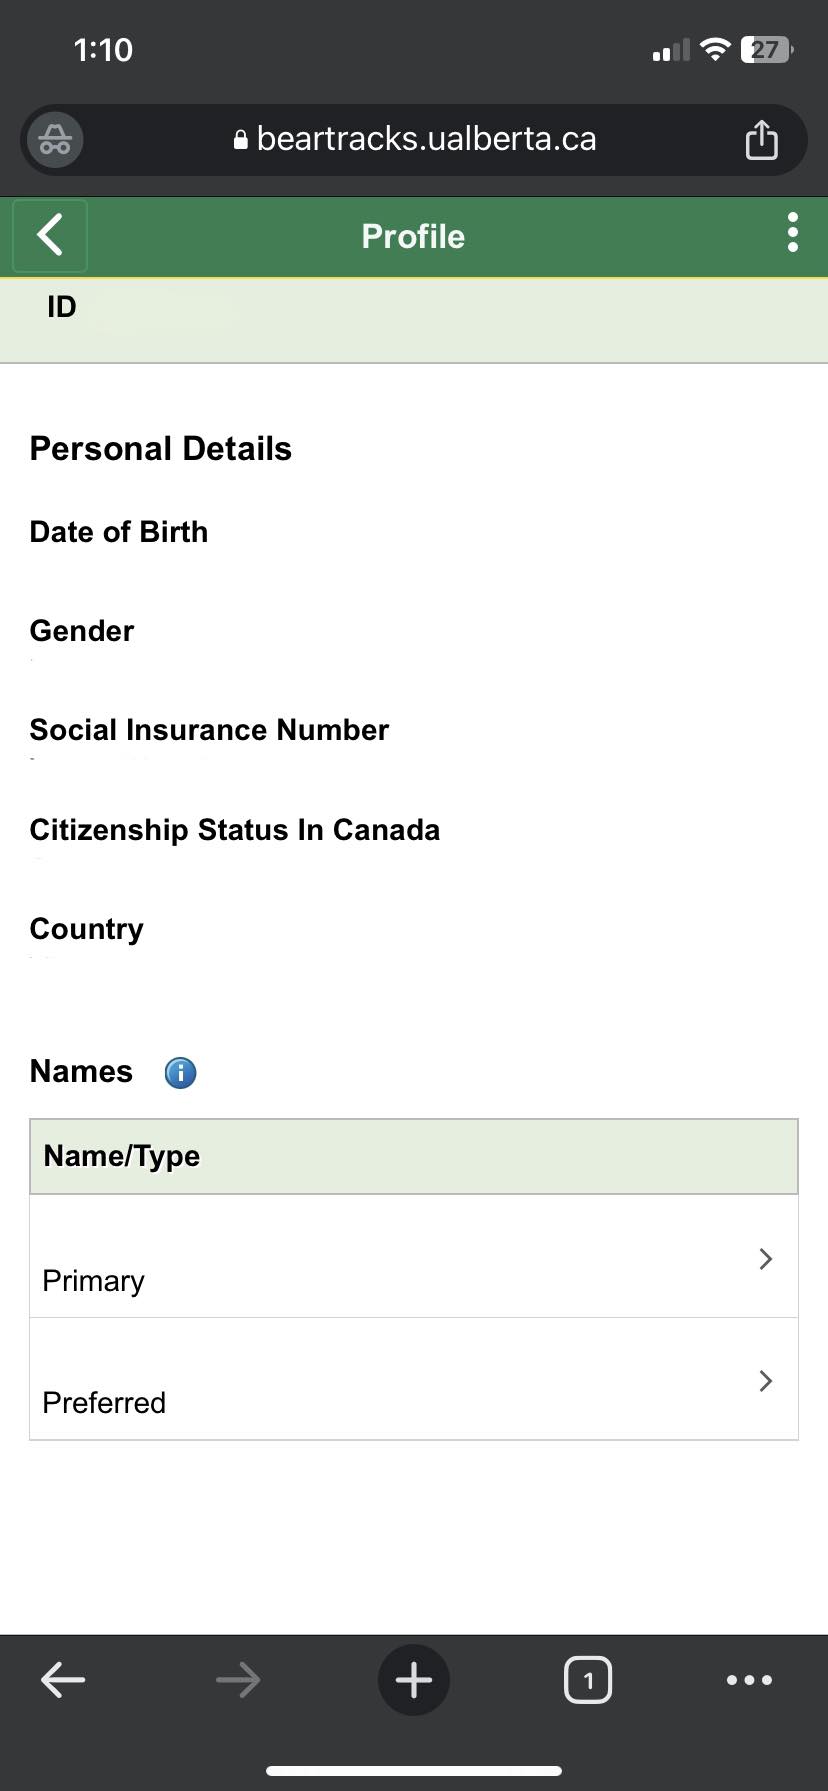 1:10
27
beartracks.ualberta.ca
Profile
ID
Personal Details
Date of Birth
Gender
Social Insurance Number
Citizenship Status In Canada
Country
Names
Name/Type
Primary
Preferred
1